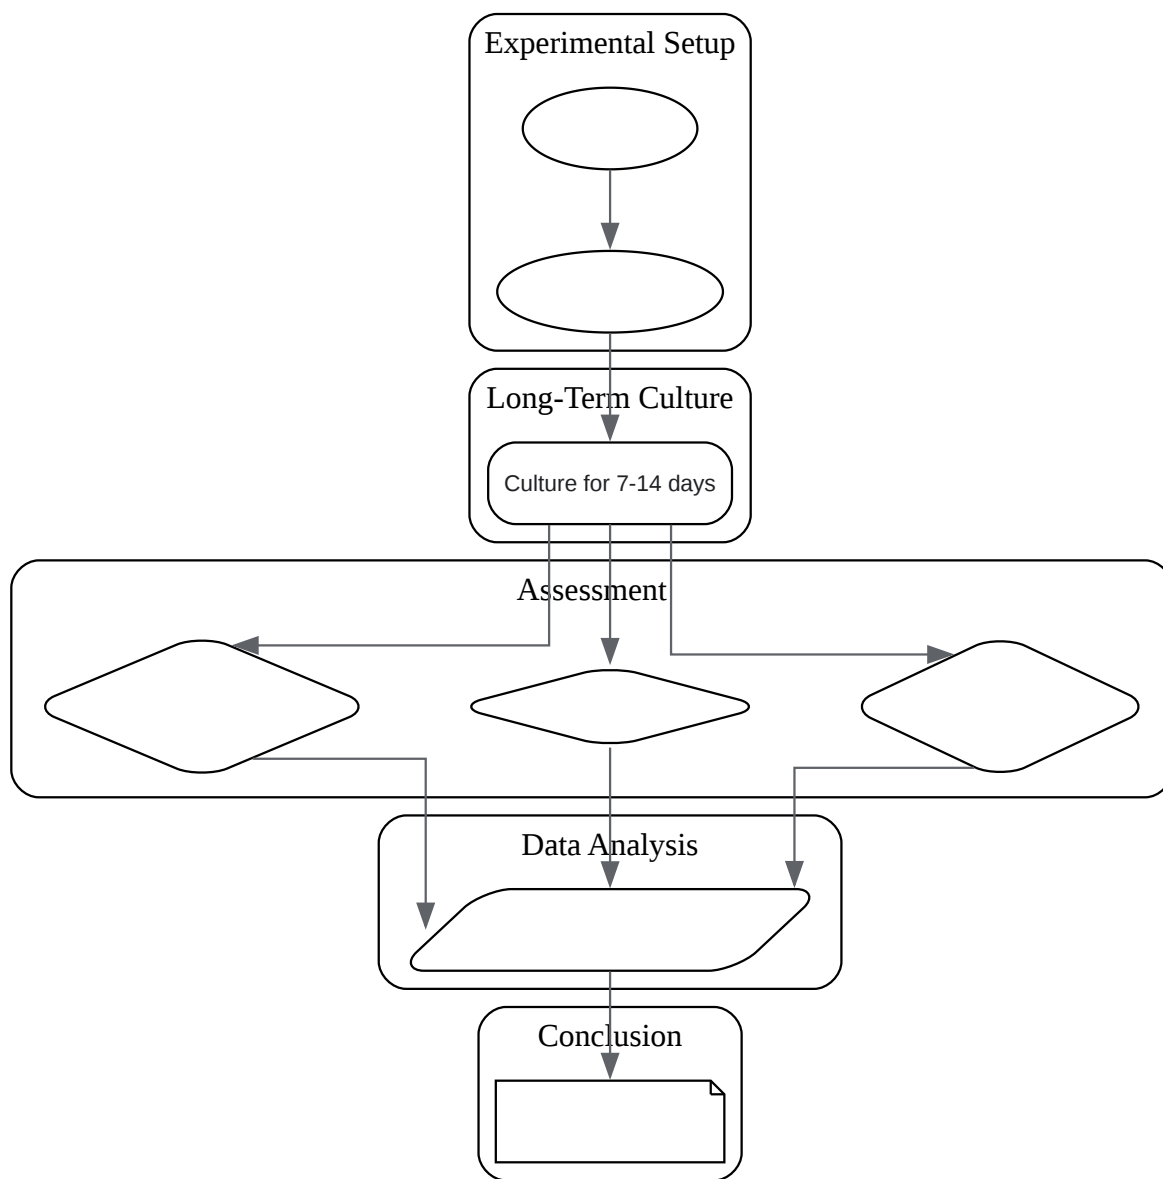 Experimental Setup
Long-Term Culture
Culture for 7-14 days
Assessment
Data Analysis
Conclusion